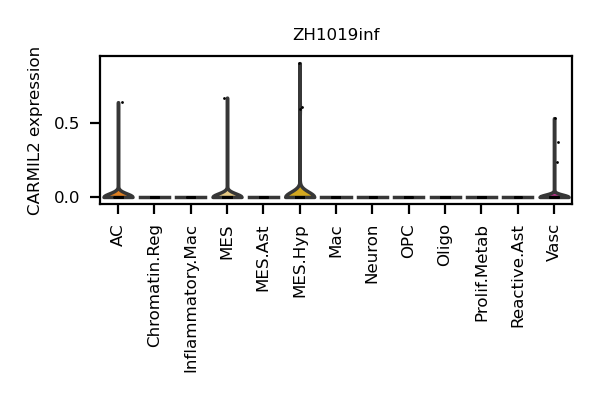 ZH1019inf
CARMIL2 expression
0.5
0.0
AC
Chromatin.Reg
Inflammatory.Mac
MES
MES.Ast
MES.Hyp
Mac
Neuron
OPC
Oligo
Prolif.Metab
Reactive.Ast
Vasc